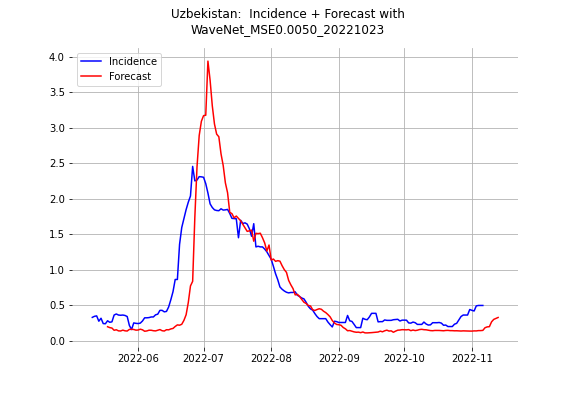 Uzbekistan:  Incidence + Forecast with
WaveNet_MSE0.0050_20221023
Incidence
Forecast
4.0
3.5
3.0
2.5
2.0
1.5
1.0
0.5
0.0
2022-06 2022-07 2022-08 2022-09 2022-10 2022-11